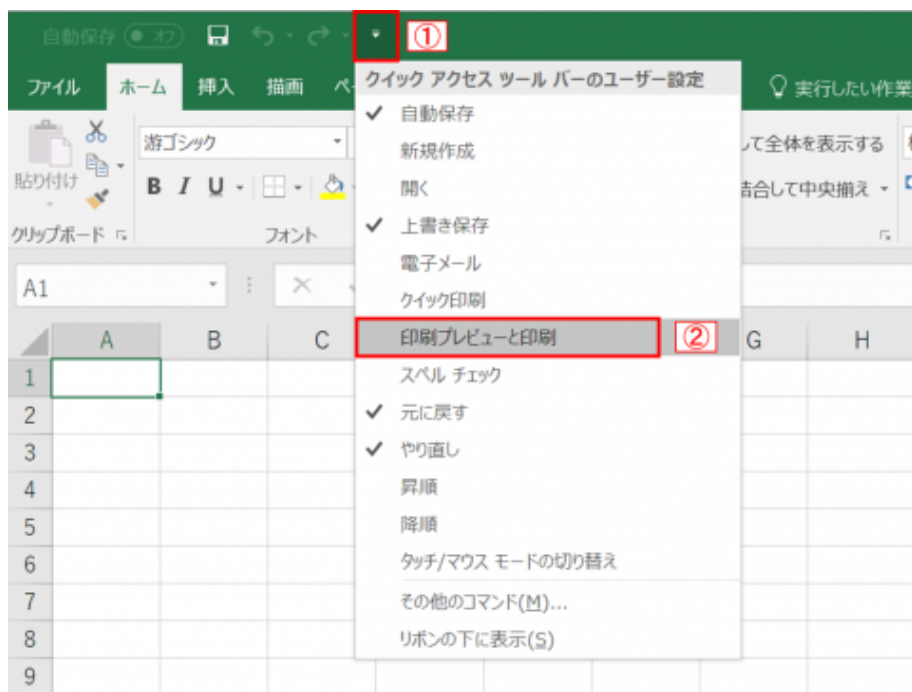 自動保存 オフ ①
ファイル ホーム 挿入 描画 実行したい作業
クイック アクセス ツール バーのユーザー設定
自動保存
新規作成
開く
上書き保存
電子メール
クイック印刷
印刷プレビューと印刷 ②
スペル チェック
元に戻す
やり直し
昇順
降順
タッチ/マウス モードの切り替え
その他のコマンド(M)...
リボンの下に表示(S)
游ゴシック
て全体を表示する
貼り付け
B I U
結合して中央揃え
クリップボード フォント
A1
A B C G H
1
2
3
4
5
6
7
8
9